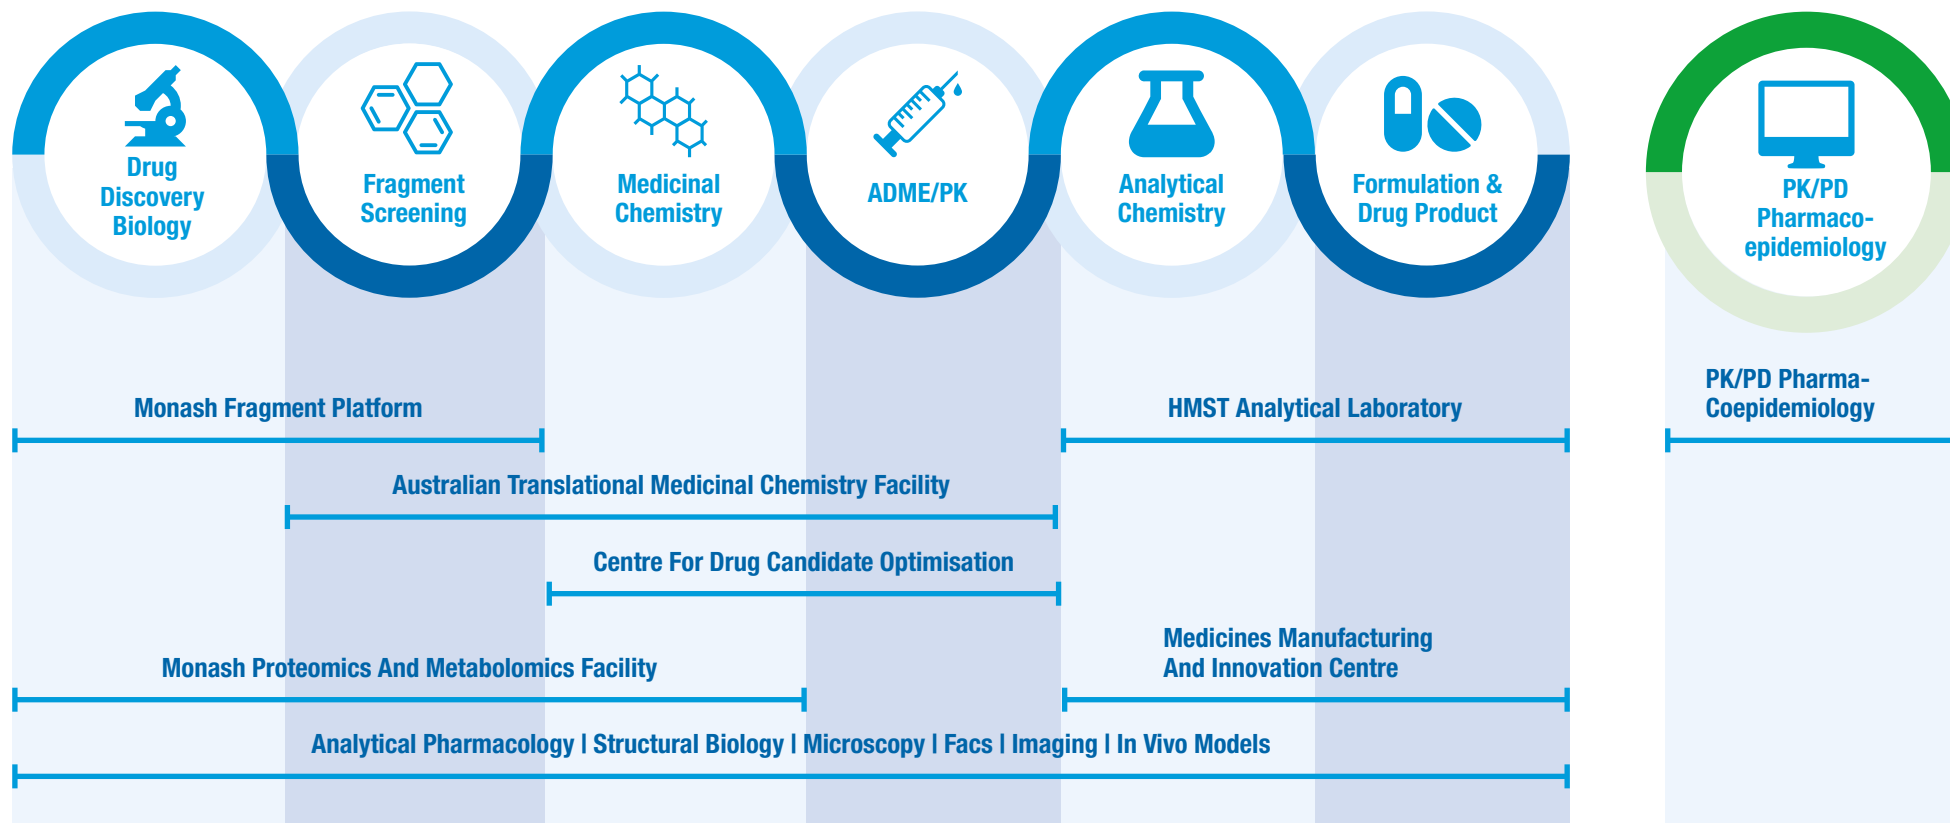 Drug
Discovery
Biology
Fragment
Screening
Medicinal
Chemistry
ADME/PK
Analytical
Chemistry
Formulation &
Drug Product
PK/PD
Pharmaco-
epidemiology
Monash Fragment Platform
HMST Analytical Laboratory
PK/PD Pharma-
Coepidemiology
Australian Translational Medicinal Chemistry Facility
Centre For Drug Candidate Optimisation
Monash Proteomics And Metabolomics Facility
Medicines Manufacturing
And Innovation Centre
Analytical Pharmacology | Structural Biology | Microscopy | Facs | Imaging | In Vivo Models